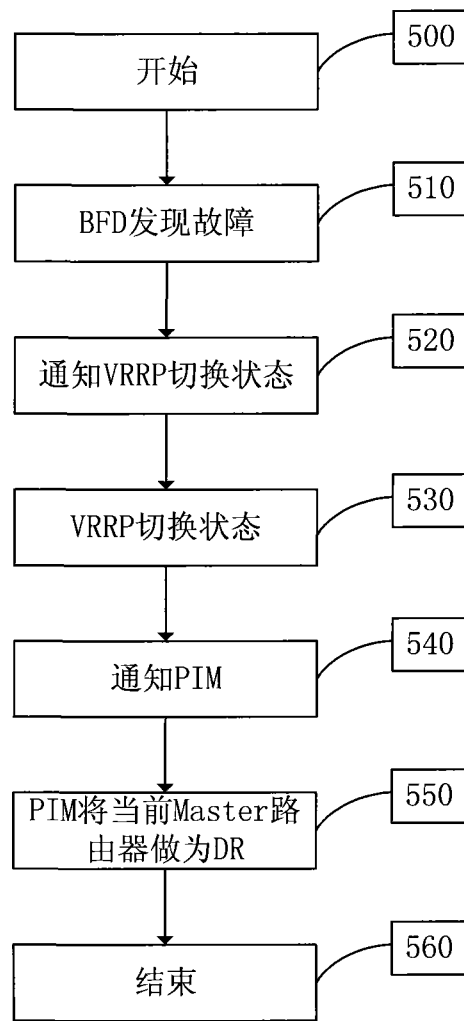 500
开始
510
BFD发现故障
520
通知VRRP切换状态
530
VRRP切换状态
540
通知PIM
550
PIM将当前Master路
由器做为DR
560
结束